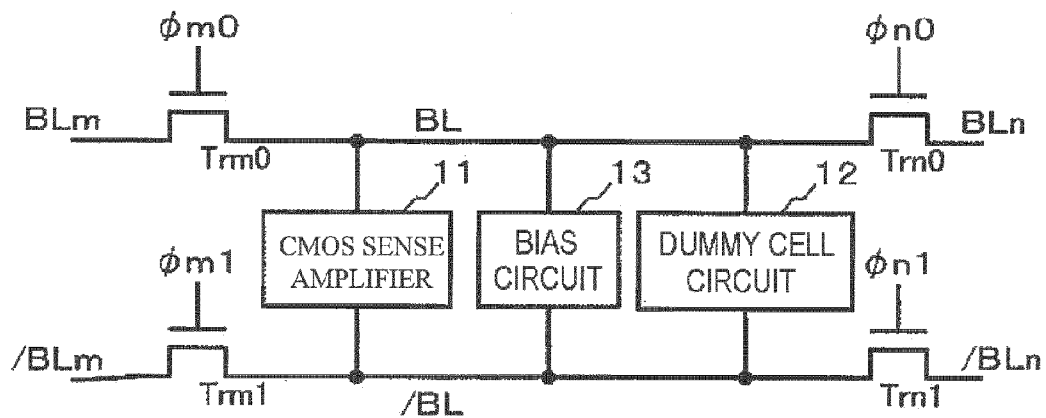 ϕm0
ϕn0
BLm
BL
BLn
Trm0
Trn0
11
13
12
CMOS SENSE
AMPLIFIER
BIAS
CIRCUIT
DUMMY CELL
CIRCUIT
ϕm1
ϕn1
/BLm
/BLn
Trm1
/BL
Trn1